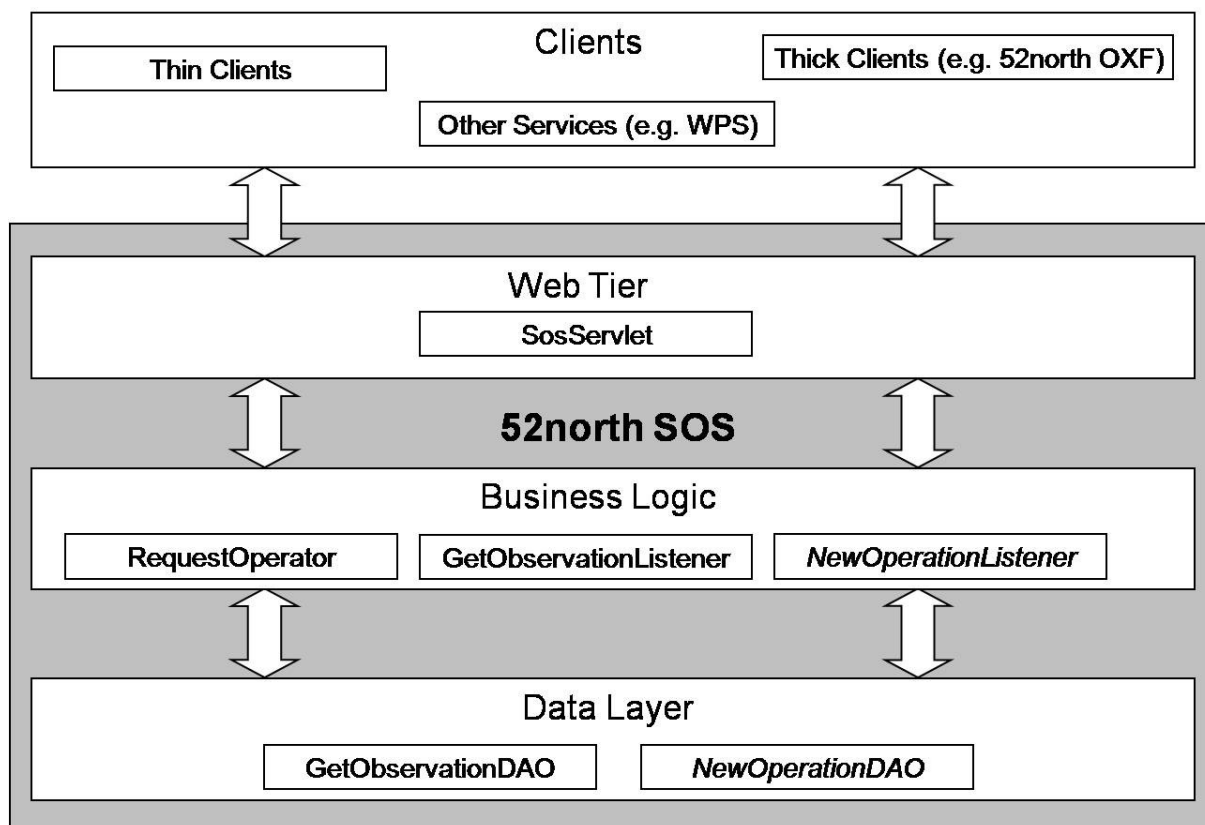 Clients
Thin Clients
Thick Clients (e.g. 52north OXF)
Other Services (e.g. WPS)
Web Tier
SosServlet
52north SOS
Business Logic
RequestOperator
GetObservationListener
NewOperationListener
Data Layer
GetObservationDAO
NewOperationDAO